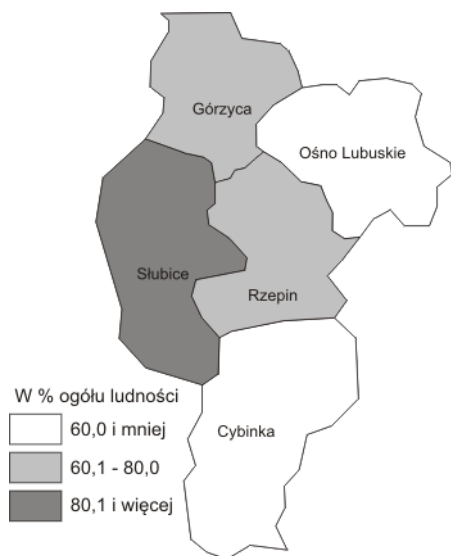 Górzyca
Ośno Lubuskie
Słubice
Rzepin
W % ogółu ludności
60,0 i mniej
60,1 - 80,0
80,1 i więcej
Cybinka